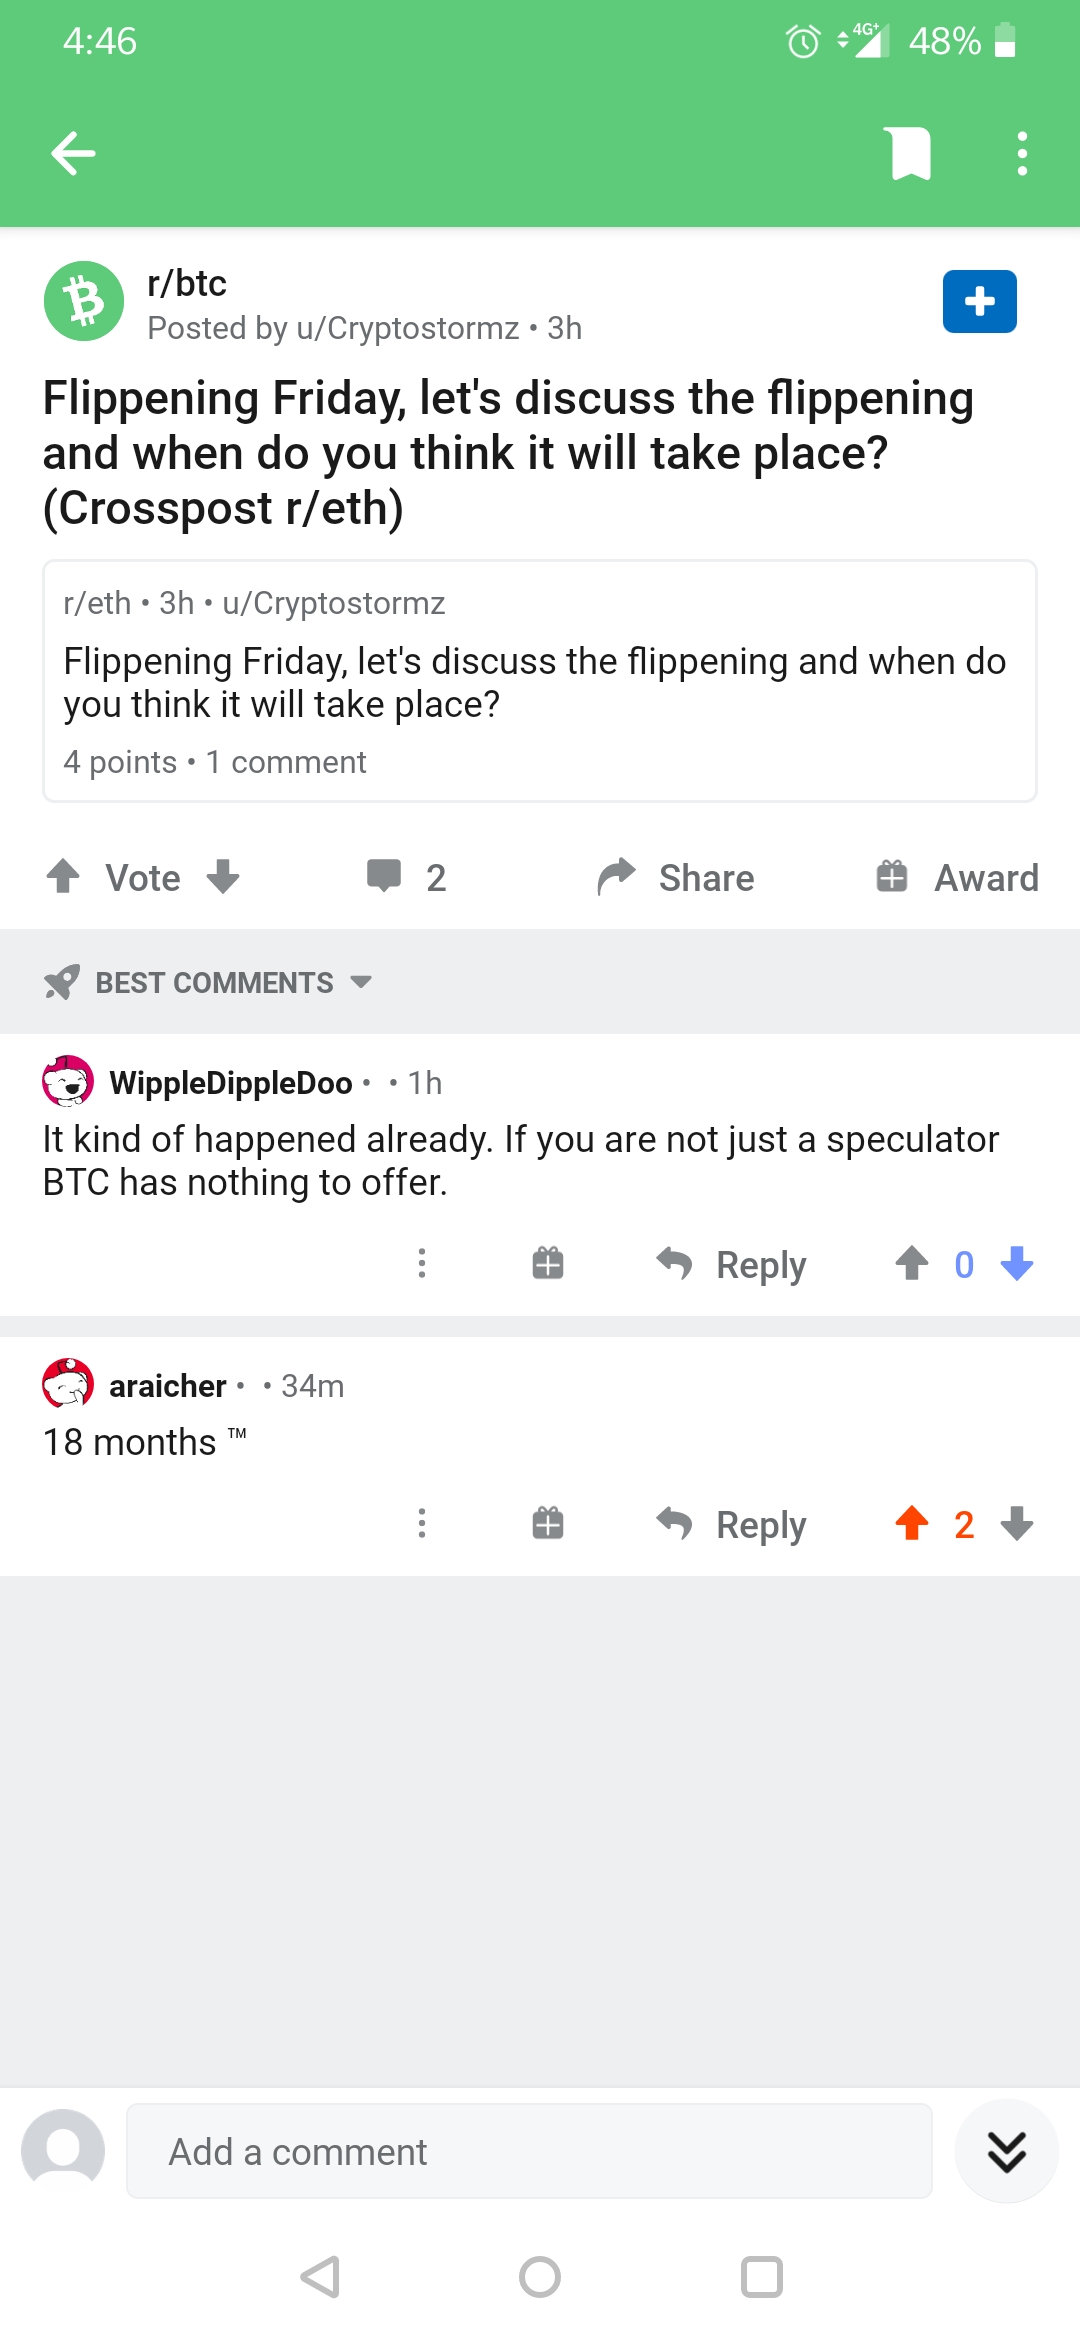 4:46
4G+ 48%
r/btc
Posted by u/Cryptostormz • 3h
Flippening Friday, let's discuss the flippening
and when do you think it will take place?
(Crosspost r/eth)
r/eth • 3h • u/Cryptostormz
Flippening Friday, let's discuss the flippening and when do
you think it will take place?
4 points • 1 comment
Vote 2 Share Award
BEST COMMENTS
WippleDippleDoo • • 1h
It kind of happened already. If you are not just a speculator
BTC has nothing to offer.
Reply 0
araicher • • 34m
18 months ™
Reply 2
Add a comment